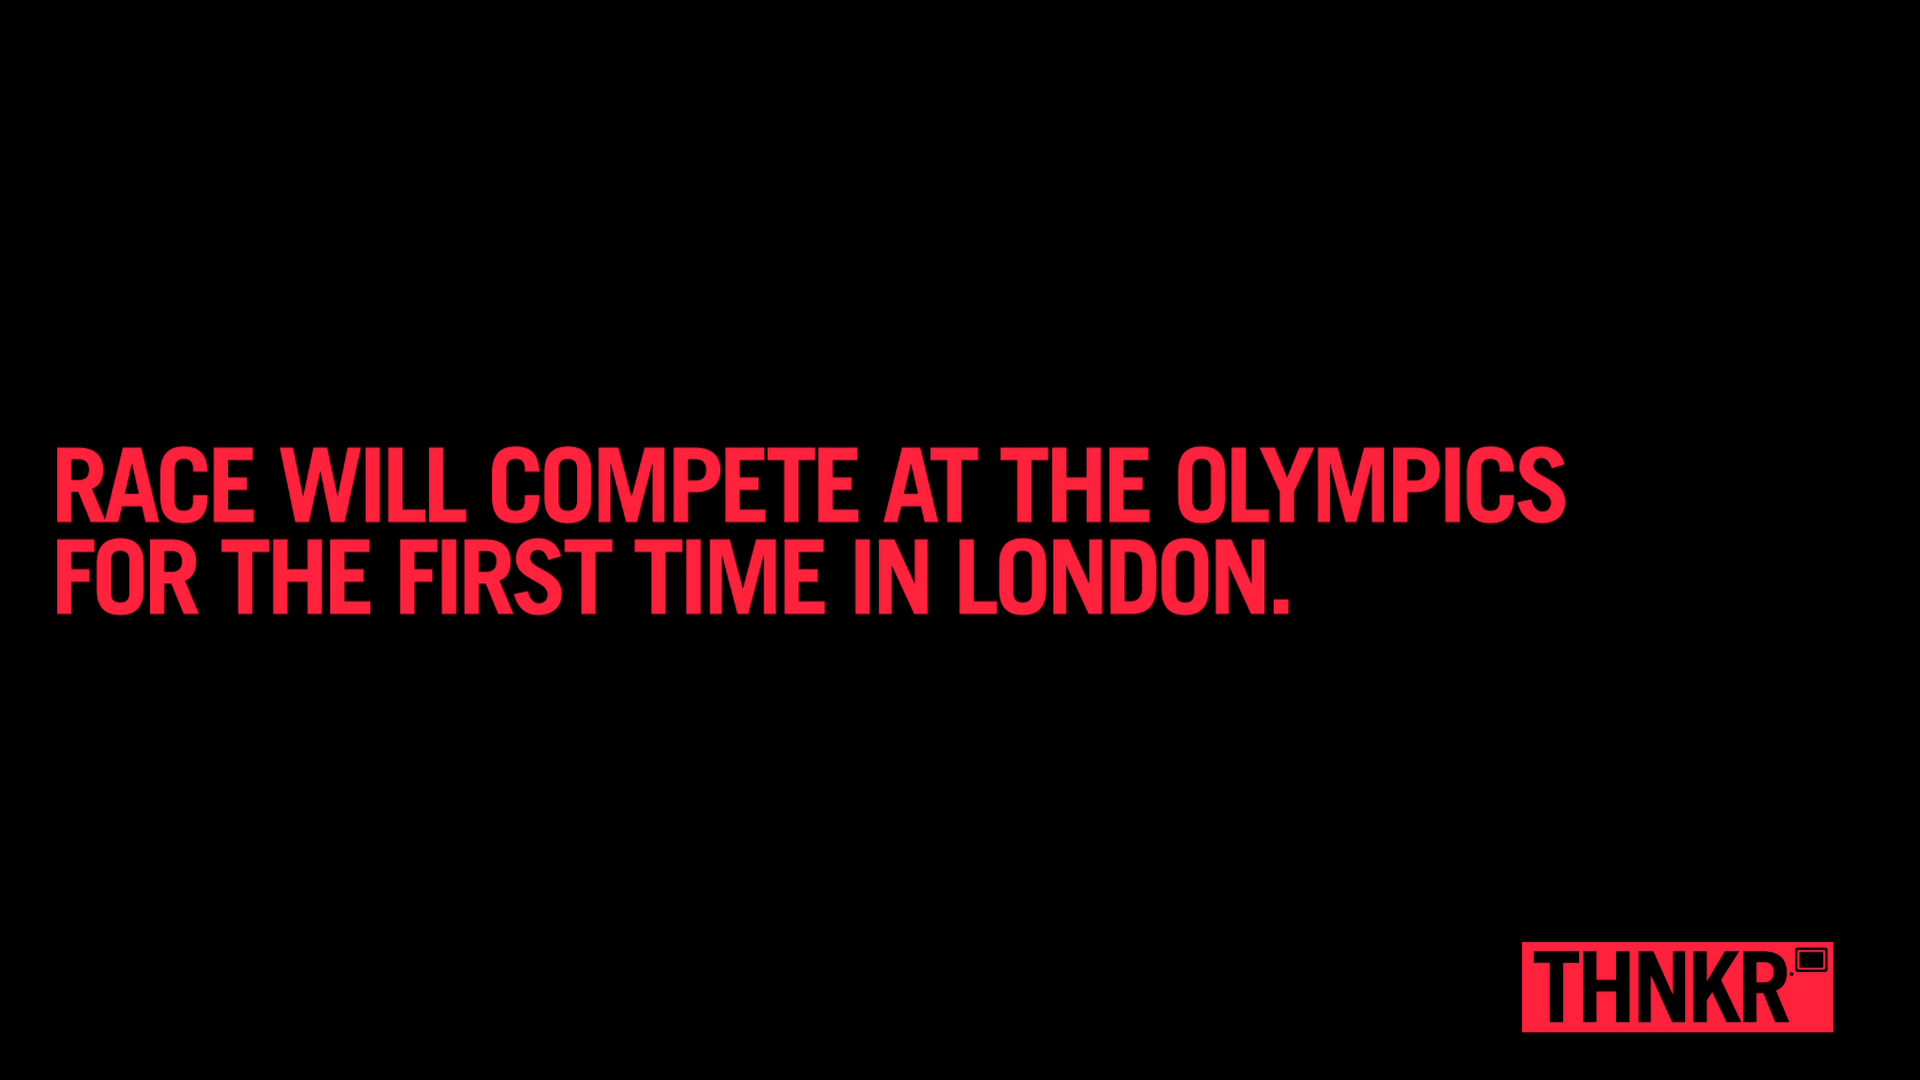 RACE WILL COMPETE AT THE OLYMPICS
FOR THE FIRST TIME IN LONDON.
THNKR